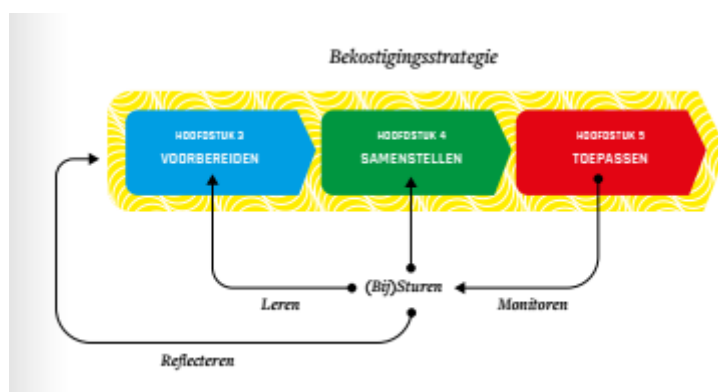 Bekostigingsstrategie
HOOFDSTUK 3
VOORBEREIDEN
HOOFDSTUK 4
SAMENSTELLEN
HOOFDSTUK 5
TOEPASSEN
(Bij)Sturen
Leren
Monitoren
Reflecteren